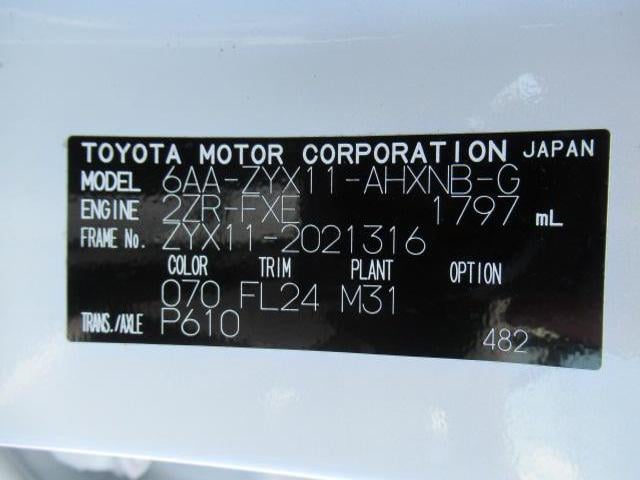 TOYOTA MOTOR CORPORATION JAPAN
MODEL 6AA-ZYX11-AHXNB-G
ENGINE 2ZR-FXE 1797 mL
FRAME No. ZYX11-2021316
COLOR TRIM PLANT OPTION
070 FL24 M31
TRANS./AXLE P610
482